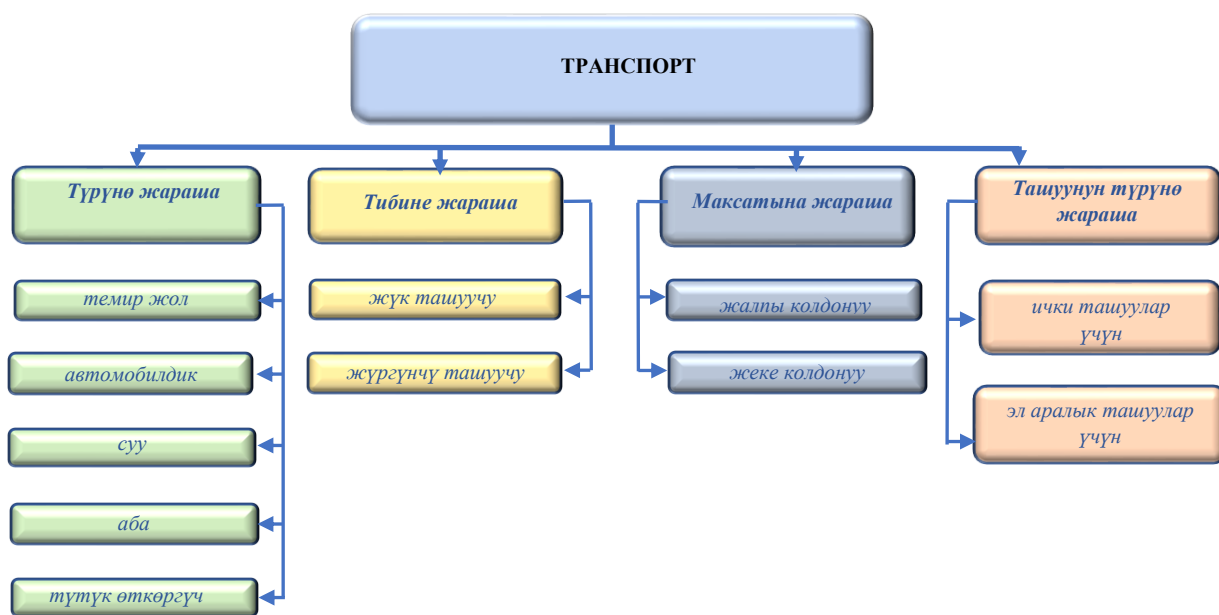 ТРАНСПОРТ
Түрүнө жараша
темир жол
автомобилдик
суу
аба
түтүк өткөргүч
Тибине жараша
жүк ташуучу
жүргүнчү ташуучу
Максатына жараша
жалпы колдонуу
жеке колдонуу
Ташуунун түрүнө
жараша
ички ташуулар
үчүн
эл аралык ташуулар
үчүн